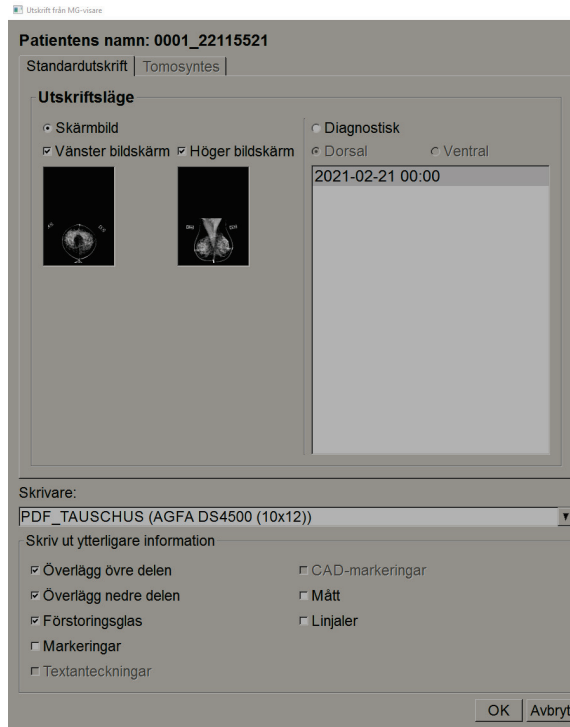 Utskrift från MG-visare
Patientens namn: 0001_22115521
Standardutskrift Tomosyntes
Utskriftsläge
Skärmbild Diagnostisk
Vänster bildskärm Höger bildskärm Dorsal Ventral
2021-02-21 00:00
Skrivare:
PDF_TAUSCHUS (AGFA DS4500 (10x12))
Skriv ut ytterligare information
Överlägg övre delen CAD-markeringar
Överlägg nedre delen Mått
Förstoringsglas Linjaler
Markeringar
Textanteckningar
OK Avbryt